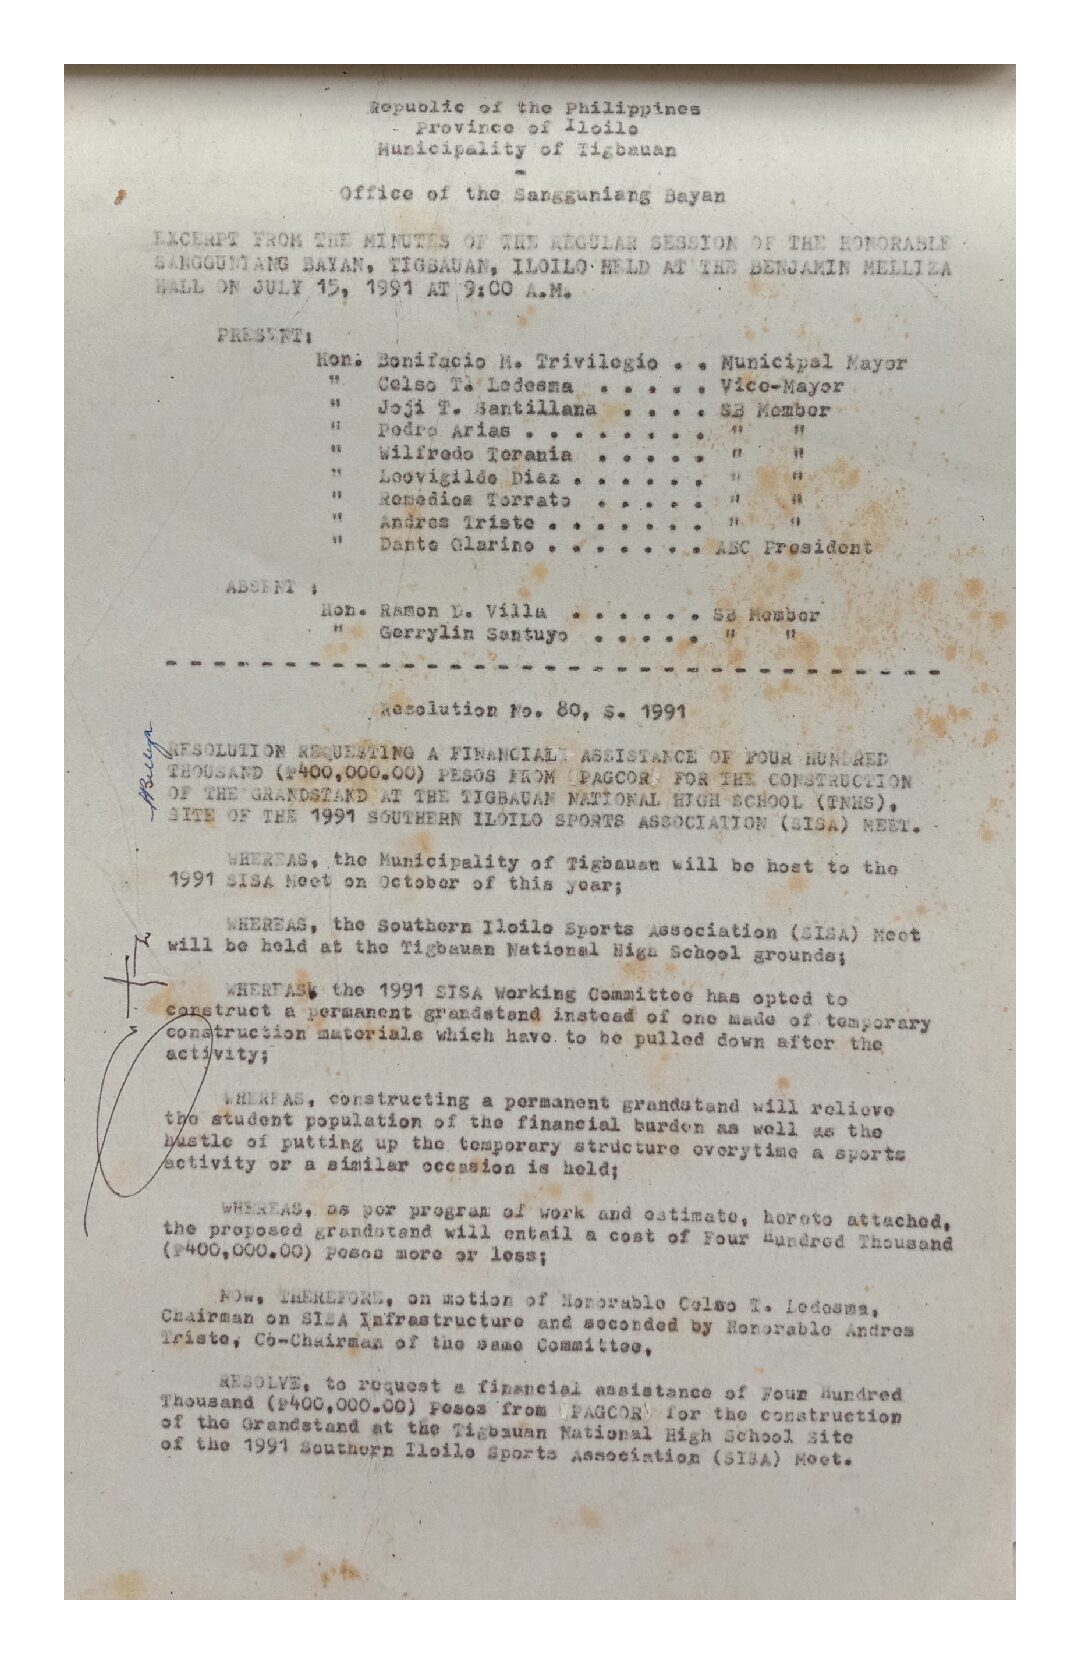 Republic of the Philippines
Province of Iloilo
Municipality of Tigbauan
-
Office of the Sangguniang Bayan
EXCERPT FROM THE MINUTES OF THE REGULAR SESSION OF THE HONORABLE
SANGGUNIANG BAYAN, TIGBAUAN, ILOILO HELD AT THE BENJAMIN MELLIZA
HALL ON JULY 15, 1991 AT 9:00 A.M.
PRESENT:
Hon. Bonifacio M. Trivilegio . . Municipal Mayor
" Celso T. Ledesma . . . . . Vice-Mayor
" Joji T. Santillana . . . . SB Member
" Pedro Arias . . . . . . . . " "
" Wilfredo Torania . . . . . " "
" Leovigildo Diaz . . . . . . " "
" Remedios Torrato . . . . . " "
" Andres Triste . . . . . . . " "
" Dante Glarino . . . . . . . ABC President
ABSENT :
Hon. Ramon D. Villa . . . . . . SB Member
" Gerrylin Santuyo . . . . . " "
- - - - - - - - - - - - - - - - - - - - - - - - - - - - - - - - -
Resolution No. 80, s. 1991
RESOLUTION REQUESTING A FINANCIAL ASSISTANCE OF FOUR HUNDRED
THOUSAND (₱400,000.00) PESOS FROM (PAGCOR) FOR THE CONSTRUCTION
OF THE GRANDSTAND AT THE TIGBAUAN NATIONAL HIGH SCHOOL (TNHS),
SITE OF THE 1991 SOUTHERN ILOILO SPORTS ASSOCIATION (SISA) MEET.
WHEREAS, the Municipality of Tigbauan will be host to the
1991 SISA Meet on October of this year;
WHEREAS, the Southern Iloilo Sports Association (SISA) Meet
will be held at the Tigbauan National High School grounds;
WHEREAS, the 1991 SISA Working Committee has opted to
construct a permanent grandstand instead of one made of temporary
construction materials which have to be pulled down after the
activity;
WHEREAS, constructing a permanent grandstand will relieve
the student population of the financial burden as well as the
hustle of putting up the temporary structure everytime a sports
activity or a similar occasion is held;
WHEREAS, as per program of work and estimate, hereto attached,
the proposed grandstand will entail a cost of Four Hundred Thousand
(₱400,000.00) Pesos more or less;
NOW, THEREFORE, on motion of Honorable Celso T. Ledesma,
Chairman on SISA Infrastructure and seconded by Honorable Andres
Triste, Co-Chairman of the same Committee,
RESOLVE, to request a financial assistance of Four Hundred
Thousand (₱400,000.00) Pesos from (PAGCOR) for the construction
of the Grandstand at the Tigbauan National High School Site
of the 1991 Southern Iloilo Sports Association (SISA) Meet.